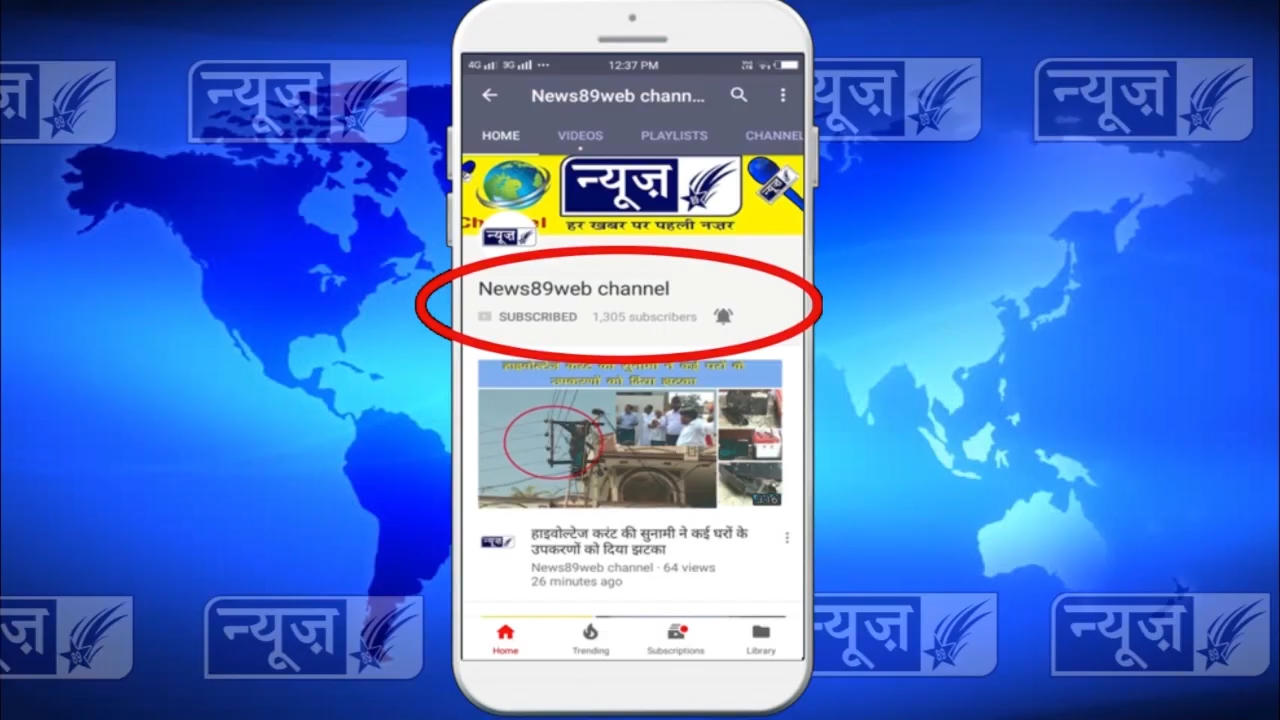 न्यूज़
न्यूज़
न्यूज़
4G 3G ••• 12:37 PM
News89web chann...
HOME VIDEOS PLAYLISTS CHANNEL
न्यूज़
हर खबर पर पहली नज़र
न्यूज़
News89web channel
SUBSCRIBED 1,305 subscribers
उपकरणों को दिया झटका
हाइवोल्टेज करंट की सुनामी ने कई घरों के
उपकरणों को दिया झटका
News89web channel · 64 views
26 minutes ago
Home Trending Subscriptions Library
न्यूज़
न्यूज़
न्यूज़